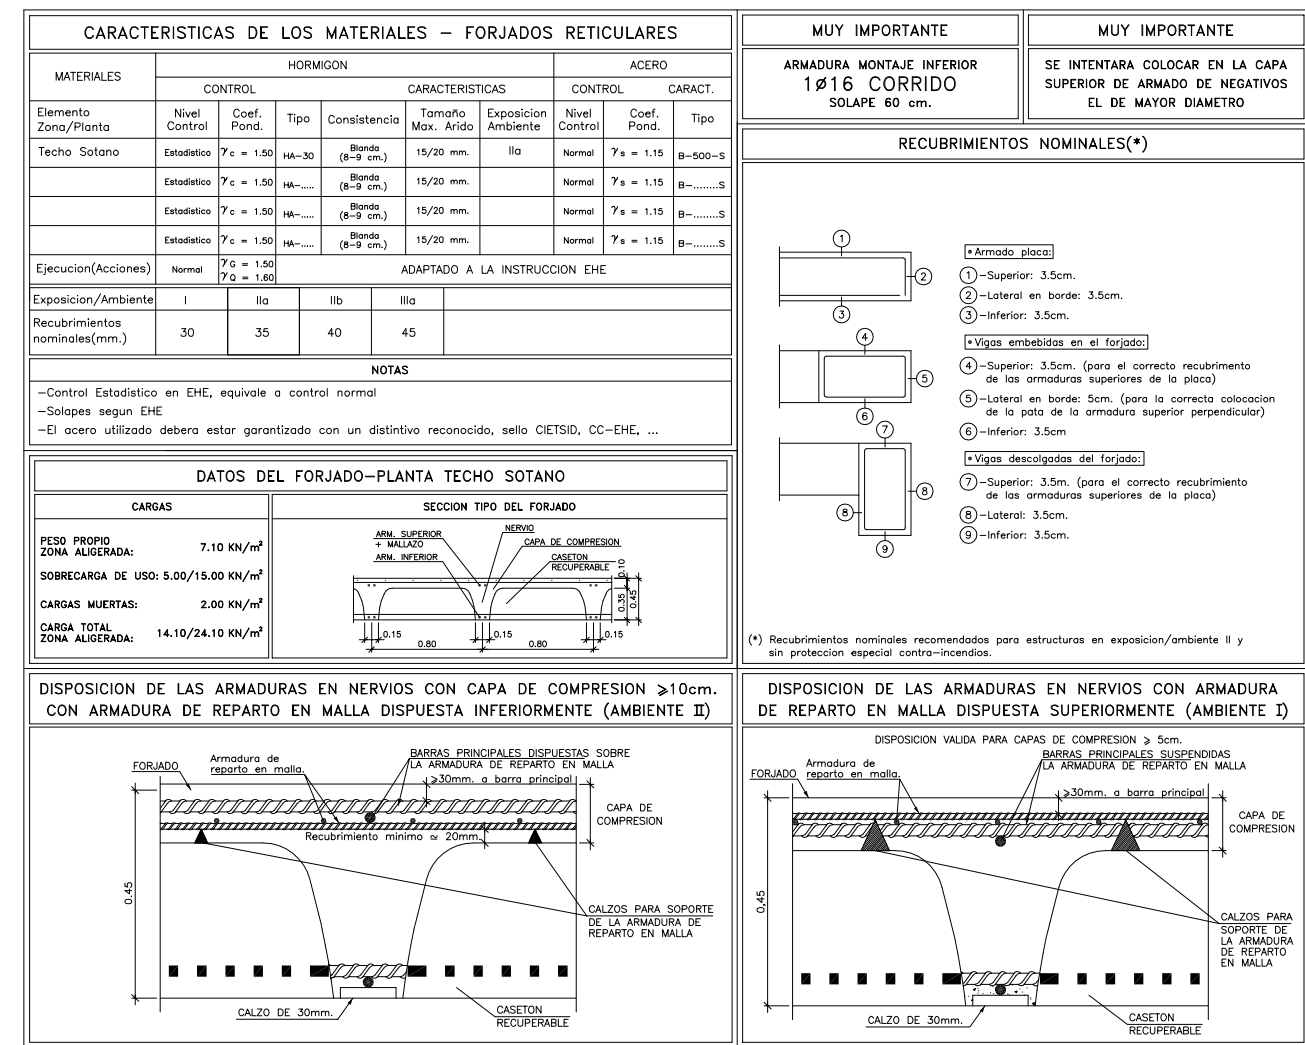 CARACTERISTICAS DE LOS MATERIALES – FORJADOS RETICULARES
MATERIALES
HORMIGON
ACERO
CONTROL
CARACTERISTICAS
CONTROL
CARACT.
Elemento
Zona/Planta
Nivel
Control
Coef.
Pond.
Tipo
Consistencia
Tamaño
Max. Arido
Exposicion
Ambiente
Nivel
Control
Coef.
Pond.
Tipo
Techo Sotano
Estadistico
γc = 1.50
HA–30
Blanda
(8–9 cm.)
15/20 mm.
IIa
Normal
γs = 1.15
B–500–S
Estadistico
γc = 1.50
HA–.....
Blanda
(8–9 cm.)
15/20 mm.
Normal
γs = 1.15
B–........S
Estadistico
γc = 1.50
HA–.....
Blanda
(8–9 cm.)
15/20 mm.
Normal
γs = 1.15
B–........S
Estadistico
γc = 1.50
HA–.....
Blanda
(8–9 cm.)
15/20 mm.
Normal
γs = 1.15
B–........S
Ejecucion(Acciones)
Normal
γG = 1.50
γQ = 1.60
ADAPTADO A LA INSTRUCCION EHE
Exposicion/Ambiente
I
IIa
IIb
IIIa
Recubrimientos
nominales(mm.)
30
35
40
45
NOTAS
–Control Estadistico en EHE, equivale a control normal
–Solapes segun EHE
–El acero utilizado debera estar garantizado con un distintivo reconocido, sello CIETSID, CC–EHE, ...
MUY IMPORTANTE
ARMADURA MONTAJE INFERIOR
1ø16 CORRIDO
SOLAPE 60 cm.
MUY IMPORTANTE
SE INTENTARA COLOCAR EN LA CAPA
SUPERIOR DE ARMADO DE NEGATIVOS
EL DE MAYOR DIAMETRO
RECUBRIMIENTOS NOMINALES(*)
1
2
3
4
5
6
7
8
8
9
• Armado placa:
1 –Superior: 3.5cm.
2 –Lateral en borde: 3.5cm.
3 –Inferior: 3.5cm.
• Vigas embebidas en el forjado:
4 –Superior: 3.5cm. (para el correcto recubrimento
de las armaduras superiores de la placa)
5 –Lateral en borde: 5cm. (para la correcta colocacion
de la pata de la armadura superior perpendicular)
6 –Inferior: 3.5cm
• Vigas descolgadas del forjado:
7 –Superior: 3.5m. (para el correcto recubrimiento
de las armaduras superiores de la placa)
8 –Lateral: 3.5cm.
9 –Inferior: 3.5cm.
(*) Recubrimientos nominales recomendados para estructuras en exposicion/ambiente II y
sin proteccion especial contra–incendios.
DATOS DEL FORJADO–PLANTA TECHO SOTANO
CARGAS
PESO PROPIO
ZONA ALIGERADA: 7.10 KN/m²
SOBRECARGA DE USO: 5.00/15.00 KN/m²
CARGAS MUERTAS: 2.00 KN/m²
CARGA TOTAL
ZONA ALIGERADA: 14.10/24.10 KN/m²
SECCION TIPO DEL FORJADO
ARM. SUPERIOR
+ MALLAZO
ARM. INFERIOR
NERVIO
CAPA DE COMPRESION
CASETON
RECUPERABLE
0.10
0.35
0.45
0.15
0.15
0.15
0.80
0.80
DISPOSICION DE LAS ARMADURAS EN NERVIOS CON CAPA DE COMPRESION ⩾10cm.
CON ARMADURA DE REPARTO EN MALLA DISPUESTA INFERIORMENTE (AMBIENTE II)
FORJADO
Armadura de
reparto en malla.
BARRAS PRINCIPALES DISPUESTAS SOBRE
LA ARMADURA DE REPARTO EN MALLA
⩾30mm. a barra principal
CAPA DE
COMPRESION
Recubrimiento minimo ≃ 20mm.
0.45
CALZOS PARA SOPORTE
DE LA ARMADURA DE
REPARTO EN MALLA
CALZO DE 30mm.
CASETON
RECUPERABLE
DISPOSICION DE LAS ARMADURAS EN NERVIOS CON ARMADURA
DE REPARTO EN MALLA DISPUESTA SUPERIORMENTE (AMBIENTE I)
DISPOSICION VALIDA PARA CAPAS DE COMPRESION ⩾ 5cm.
FORJADO
Armadura de
reparto en malla.
BARRAS PRINCIPALES SUSPENDIDAS
LA ARMADURA DE REPARTO EN MALLA
⩾30mm. a barra principal
CAPA DE
COMPRESION
0.45
CALZOS PARA
SOPORTE DE
LA ARMADURA
DE REPARTO
EN MALLA
CALZO DE 30mm.
CASETON
RECUPERABLE